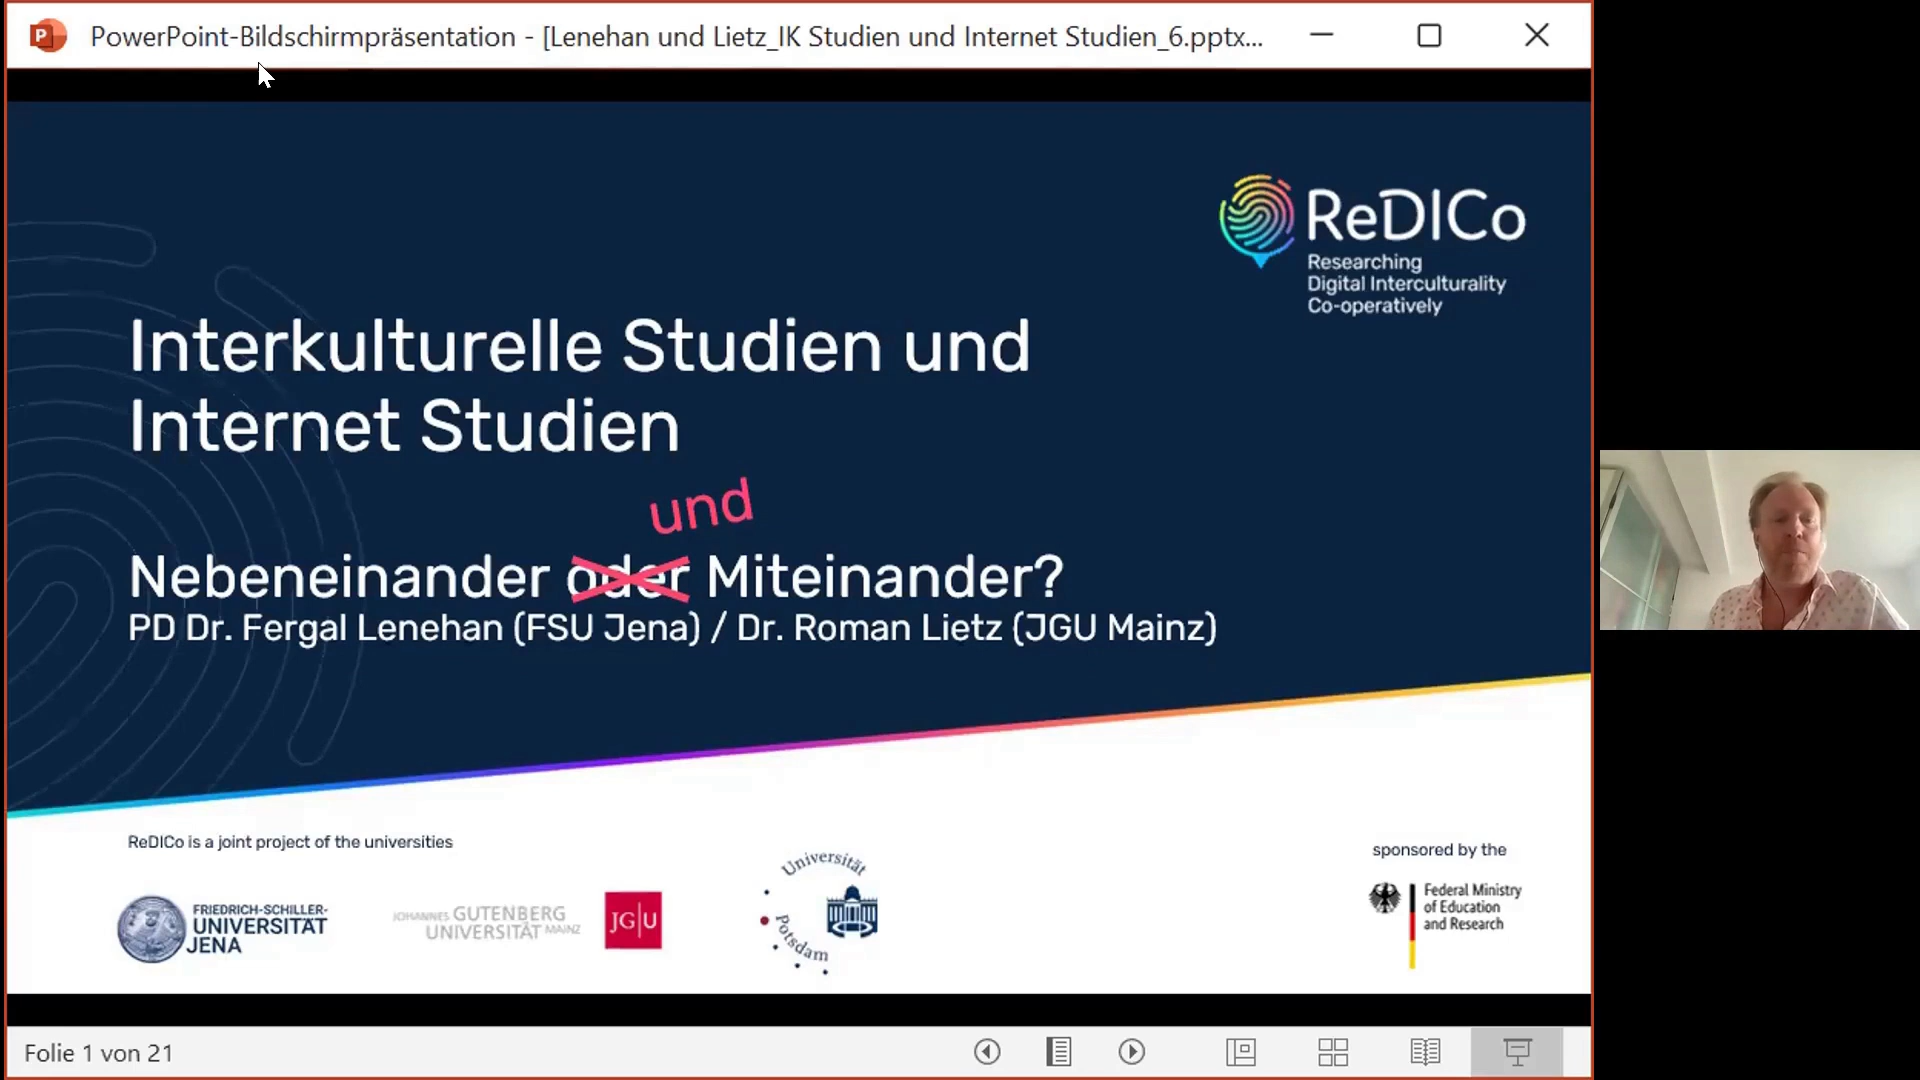 PowerPoint-Bildschirmpräsentation - [Lenehan und Lietz_IK Studien und Internet Studien_6.pptx...
ReDICo
Researching
Digital Interculturality
Co-operatively
Interkulturelle Studien und
Internet Studien
und
Nebeneinander oder Miteinander?
PD Dr. Fergal Lenehan (FSU Jena) / Dr. Roman Lietz (JGU Mainz)
ReDICo is a joint project of the universities
FRIEDRICH-SCHILLER-
UNIVERSITÄT
JENA
JOHANNES GUTENBERG
UNIVERSITÄT MAINZ
JG|U
Universität
Potsdam
sponsored by the
Federal Ministry
of Education
and Research
Folie 1 von 21